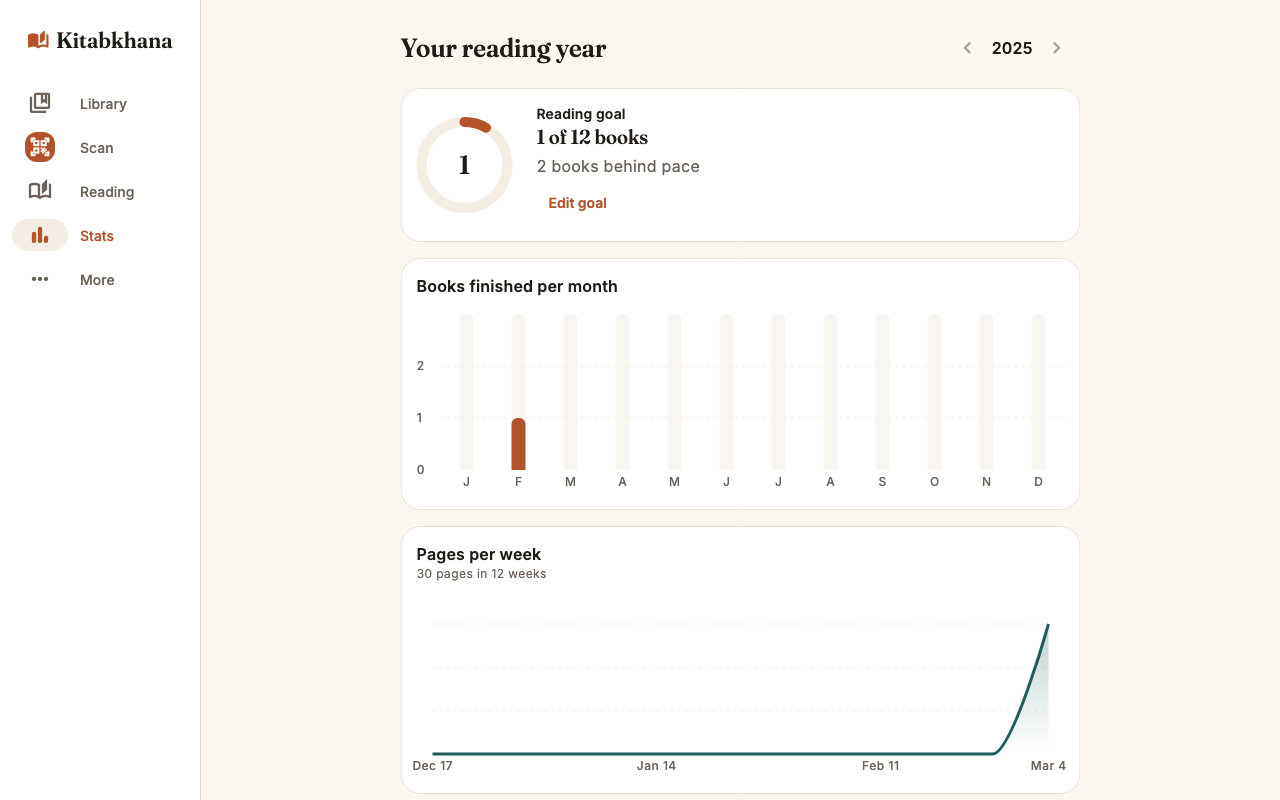 Kitabkhana
Library
Scan
Reading
Stats
More
Your reading year
2025
1
Reading goal
1 of 12 books
2 books behind pace
Edit goal
Books finished per month
2
1
0
J F M A M J J A S O N D
Pages per week
30 pages in 12 weeks
Dec 17 Jan 14 Feb 11 Mar 4